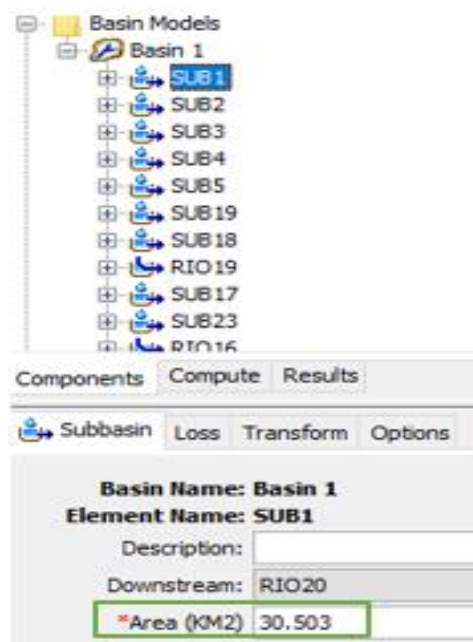 Basin Models
Basin 1
SUB1
SUB2
SUB3
SUB4
SUB5
SUB19
SUB18
RIO19
SUB17
SUB23
RIO16
Components Compute Results
Subbasin Loss Transform Options
Basin Name: Basin 1
Element Name: SUB1
Description:
Downstream: RIO20
*Area (KM2) 30.503